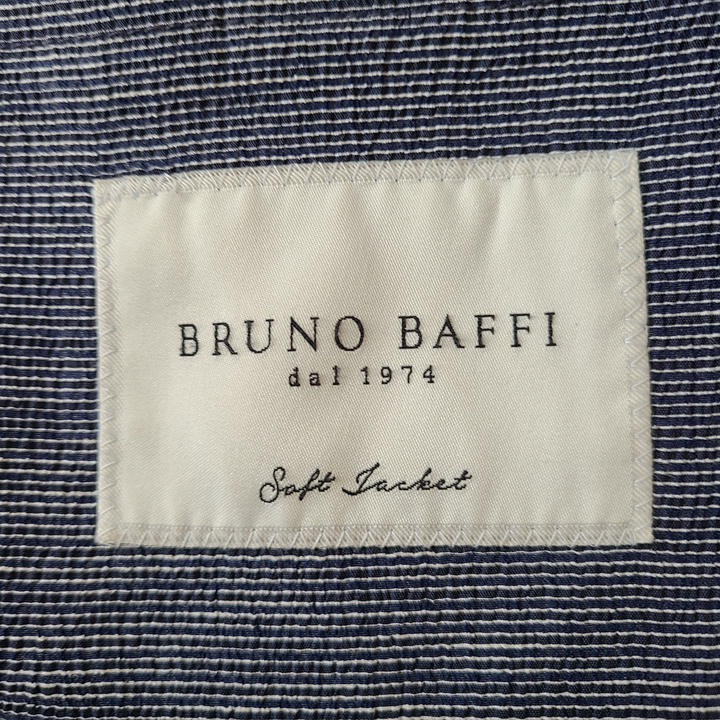 BRUNO BAFFI
dal 1974
Soft Jacket